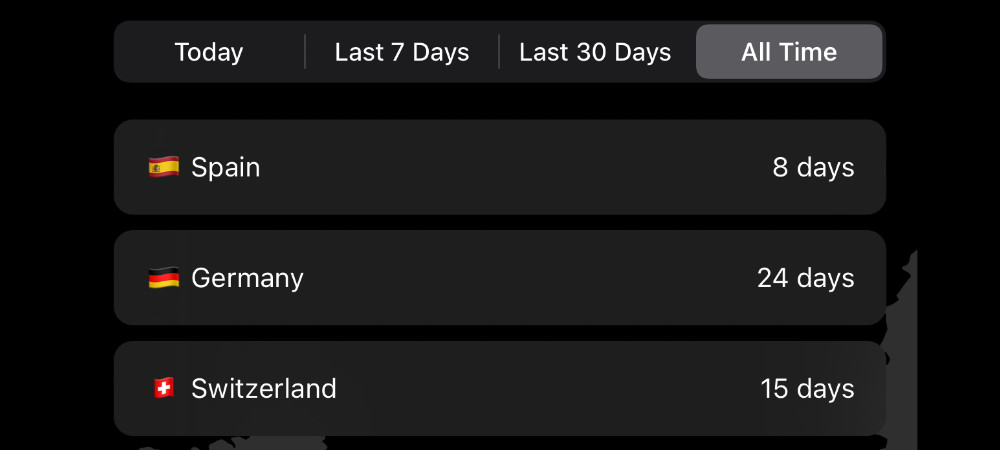 Today Last 7 Days Last 30 Days All Time
🇪🇸 Spain 8 days
🇩🇪 Germany 24 days
🇨🇭 Switzerland 15 days